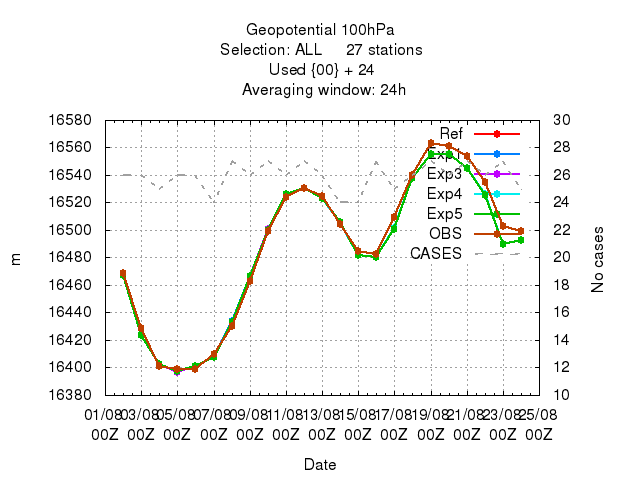 Geopotential 100hPa
Selection: ALL 27 stations
Used {00} + 24
Averaging window: 24h
16580
16560
16540
16520
16500
16480
16460
16440
16420
16400
16380
30
28
26
24
22
20
18
16
14
12
10
Ref
Exp1
Exp3
Exp4
Exp5
OBS
CASES
m
No cases
01/08 03/08 05/08 07/08 09/08 11/08 13/08 15/08 17/08 19/08 21/08 23/08 25/08
00Z 00Z 00Z 00Z 00Z 00Z 00Z 00Z 00Z 00Z 00Z 00Z 00Z
Date